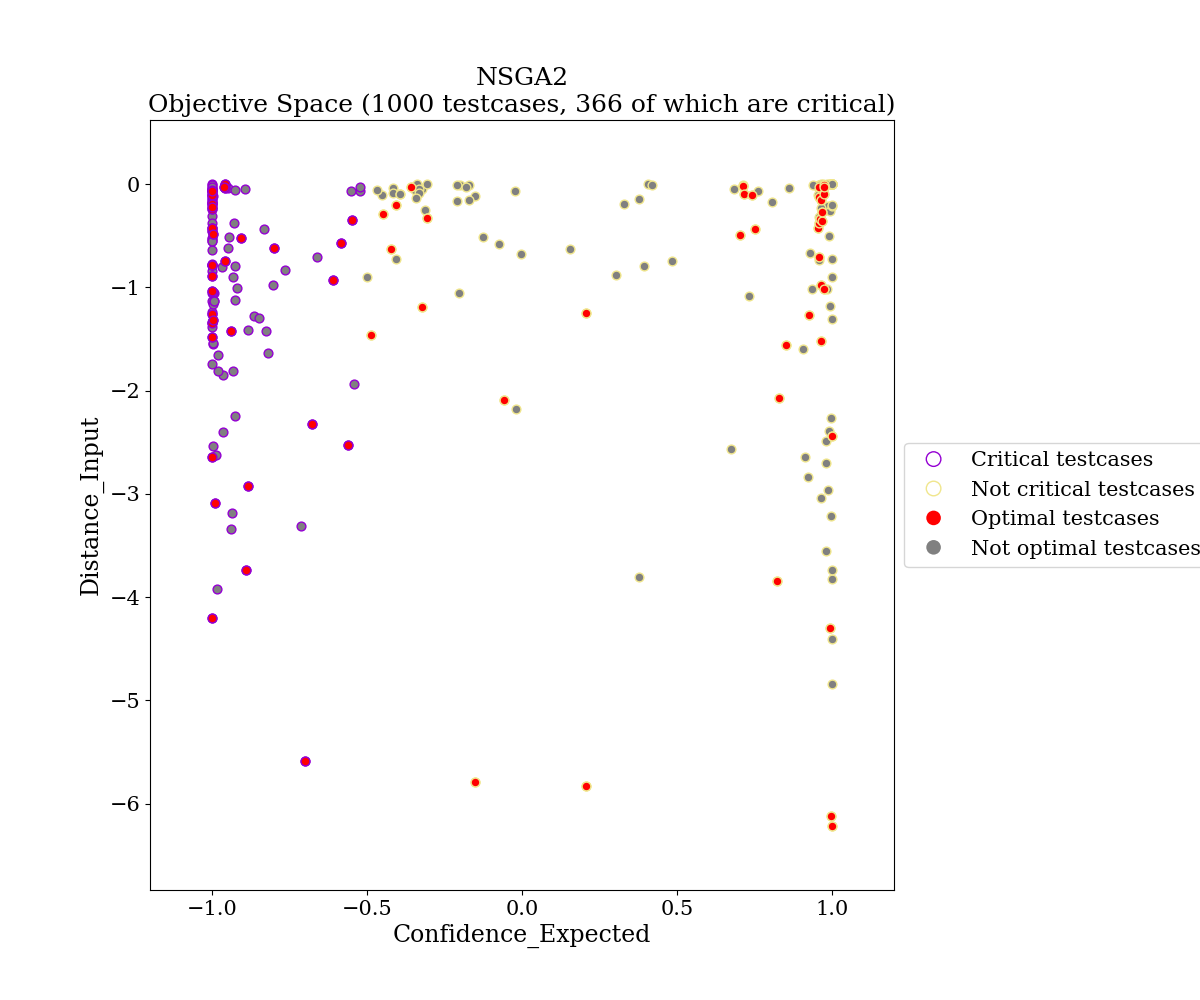 NSGA2
Objective Space (1000 testcases, 366 of which are critical)
0
−1
−2
−3
−4
−5
−6
Distance_Input
−1.0 −0.5 0.0 0.5 1.0
Confidence_Expected
Critical testcases
Not critical testcases
Optimal testcases
Not optimal testcases